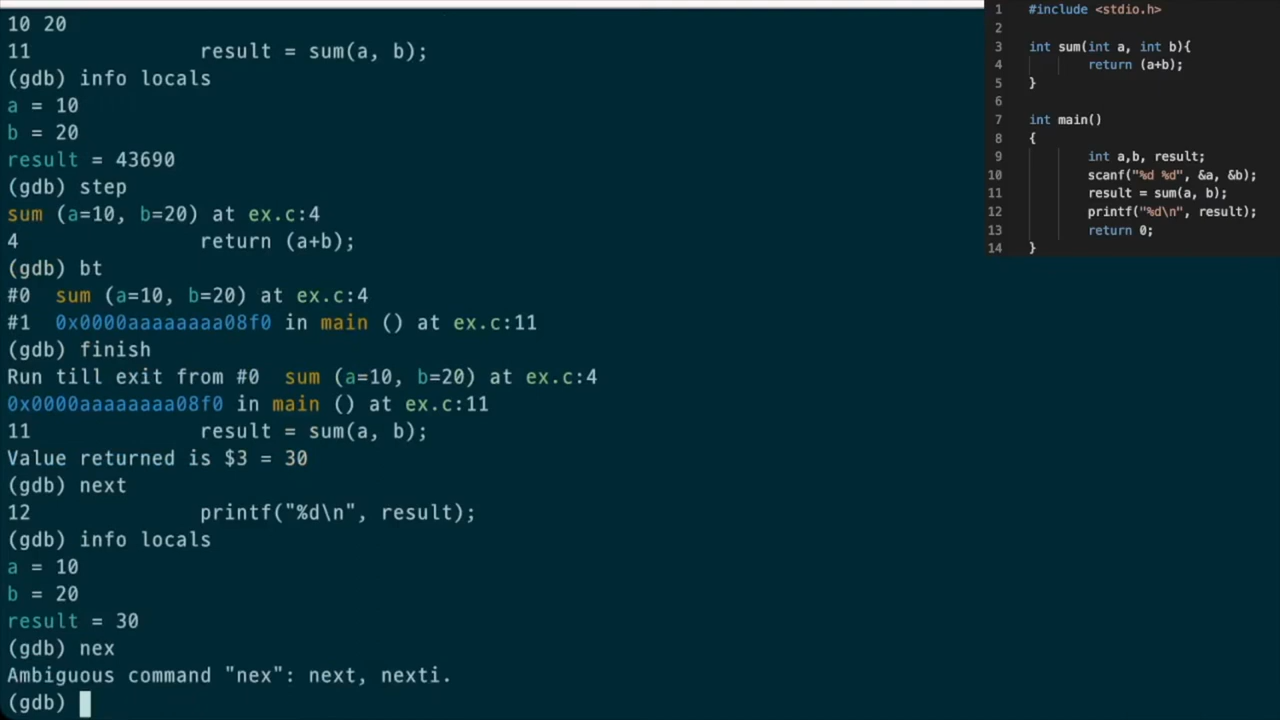 10 20
11 result = sum(a, b);
(gdb) info locals
a = 10
b = 20
result = 43690
(gdb) step
sum (a=10, b=20) at ex.c:4
4 return (a+b);
(gdb) bt
#0 sum (a=10, b=20) at ex.c:4
#1 0x0000aaaaaaaa08f0 in main () at ex.c:11
(gdb) finish
Run till exit from #0 sum (a=10, b=20) at ex.c:4
0x0000aaaaaaaa08f0 in main () at ex.c:11
11 result = sum(a, b);
Value returned is $3 = 30
(gdb) next
12 printf("%d\n", result);
(gdb) info locals
a = 10
b = 20
result = 30
(gdb) nex
Ambiguous command "nex": next, nexti.
(gdb)
1 #include <stdio.h>
2
3 int sum(int a, int b){
4 return (a+b);
5 }
6
7 int main()
8 {
9 int a,b, result;
10 scanf("%d %d", &a, &b);
11 result = sum(a, b);
12 printf("%d\n", result);
13 return 0;
14 }